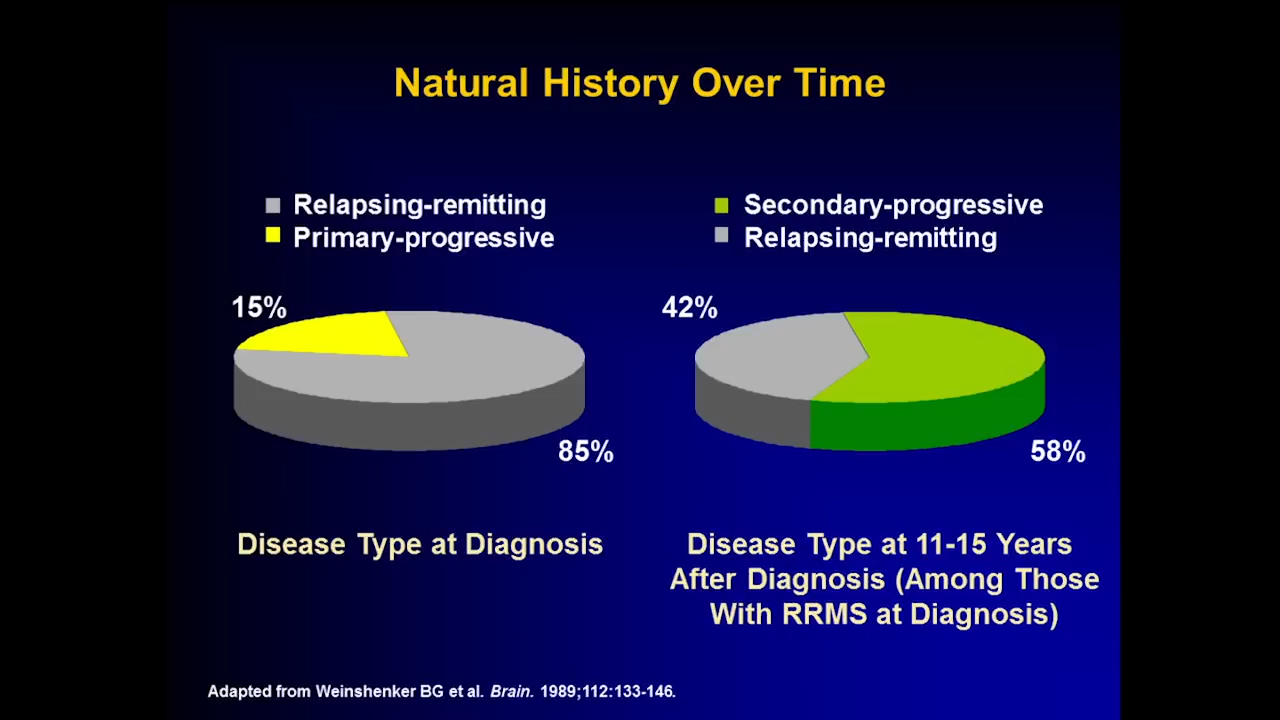 Natural History Over Time
Relapsing-remitting
Primary-progressive
15%
85%
Disease Type at Diagnosis
Secondary-progressive
Relapsing-remitting
42%
58%
Disease Type at 11-15 Years
After Diagnosis (Among Those
With RRMS at Diagnosis)
Adapted from Weinshenker BG et al. Brain. 1989;112:133-146.